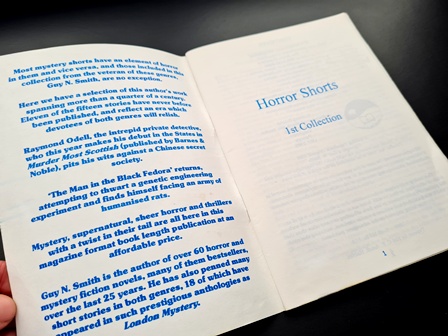 Most mystery shorts have an element of horror
in them and vice versa, and those included in this
collection from the veteran of these genres,
Guy N. Smith, are no exception.
Here we have a selection of this author's work
spanning more than a quarter of a century.
Eleven of the fifteen stories have never before
been published, and reflect an era which
devotees of both genres will relish.
Raymond Odell, the intrepid private detective,
who this year makes his debut in the States in
Murder Most Scottish (published by Barnes &
Noble), pits his wits against a Chinese secret
society.
'The Man in the Black Fedora' returns,
attempting to thwart a genetic engineering
experiment and finds himself facing an army of
humanised rats.
Mystery, supernatural, sheer horror and thrillers
with a twist in their tail are all here in this
magazine format book length publication at an
affordable price.
Guy N. Smith is the author of over 60 horror and
mystery fiction novels, many of them bestsellers,
over the last 25 years. He has also penned many
short stories in both genres, 18 of which have
appeared in such prestigious anthologies as
London Mystery.
Horror Shorts
1st Collection
1